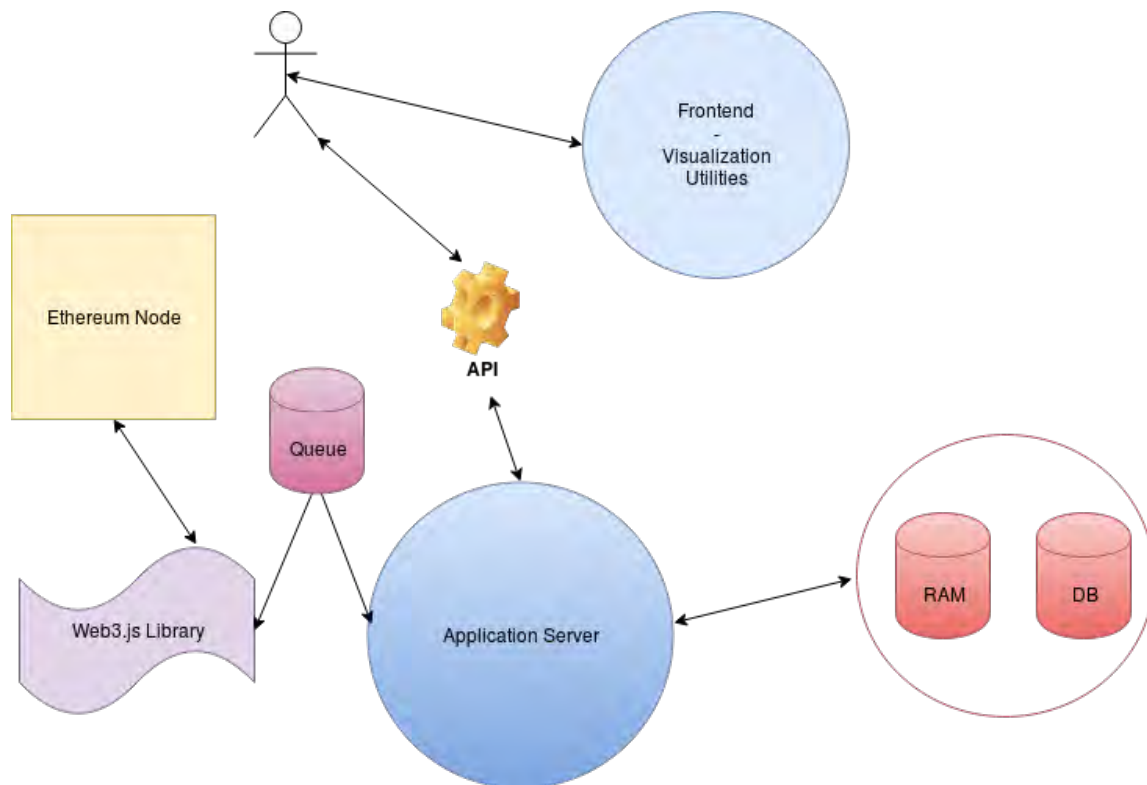 Frontend
-
Visualization
Utilities
Ethereum Node
API
Queue
RAM
DB
Web3.js Library
Application Server